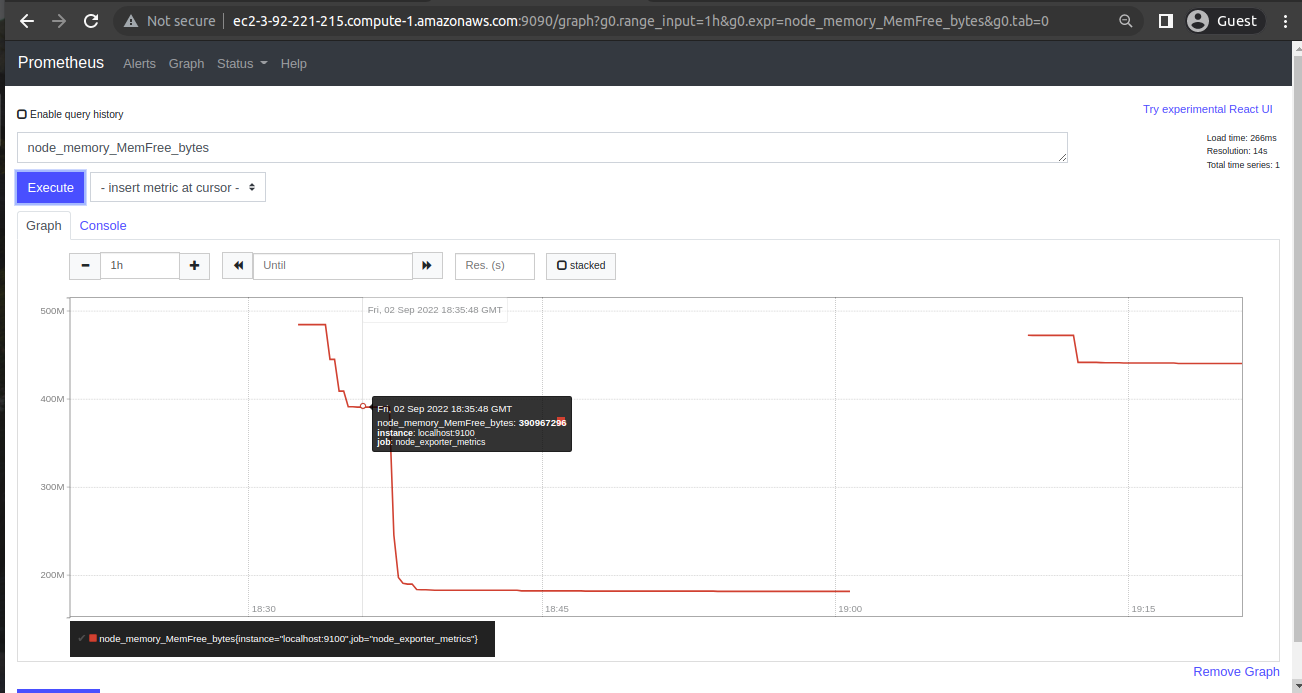 Not secure | ec2-3-92-221-215.compute-1.amazonaws.com:9090/graph?g0.range_input=1h&g0.expr=node_memory_MemFree_bytes&g0.tab=0 Guest
Prometheus Alerts Graph Status Help
Enable query history
Try experimental React UI
node_memory_MemFree_bytes
Load time: 266ms
Resolution: 14s
Total time series: 1
Execute - insert metric at cursor -
Graph Console
1h Until Res. (s) stacked
500M
400M
300M
200M
Fri, 02 Sep 2022 18:35:48 GMT
Fri, 02 Sep 2022 18:35:48 GMT
node_memory_MemFree_bytes: 390967296
instance: localhost:9100
job: node_exporter_metrics
18:30 18:45 19:00 19:15
✔ node_memory_MemFree_bytes{instance="localhost:9100",job="node_exporter_metrics"}
Remove Graph